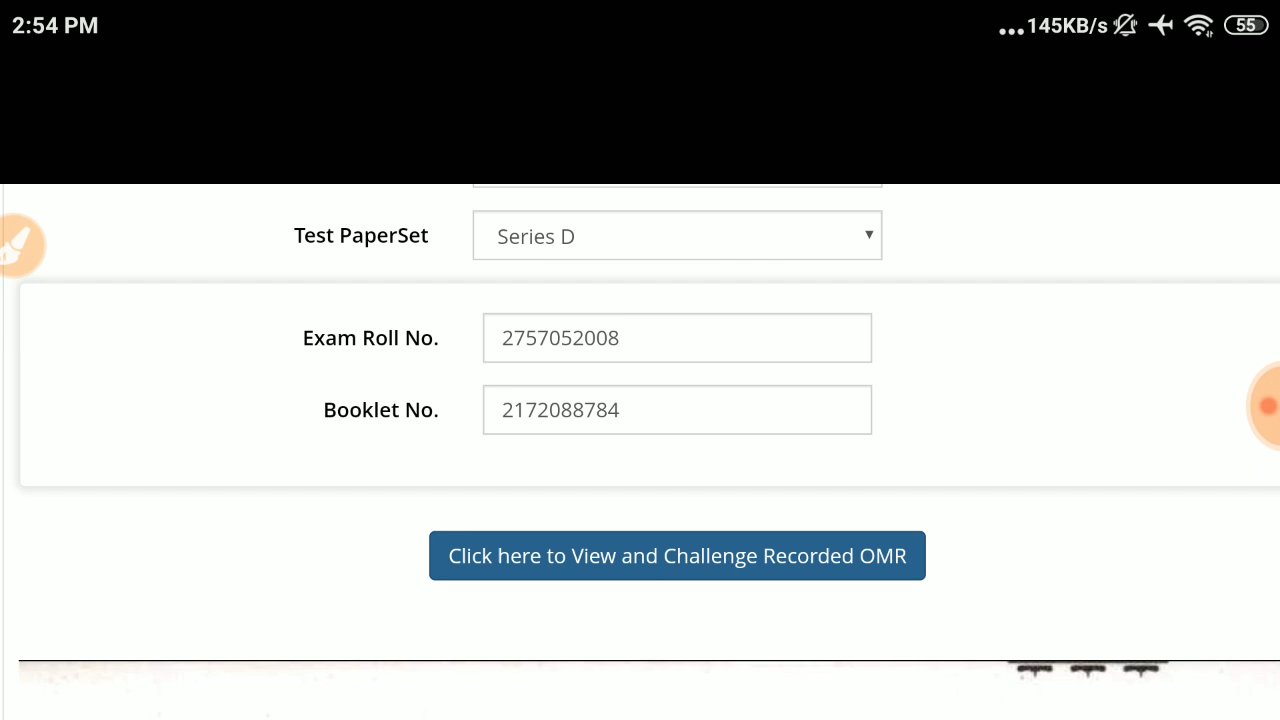 2:54 PM
...145KB/s 55
Test PaperSet Series D
Exam Roll No. 2757052008
Booklet No. 2172088784
Click here to View and Challenge Recorded OMR